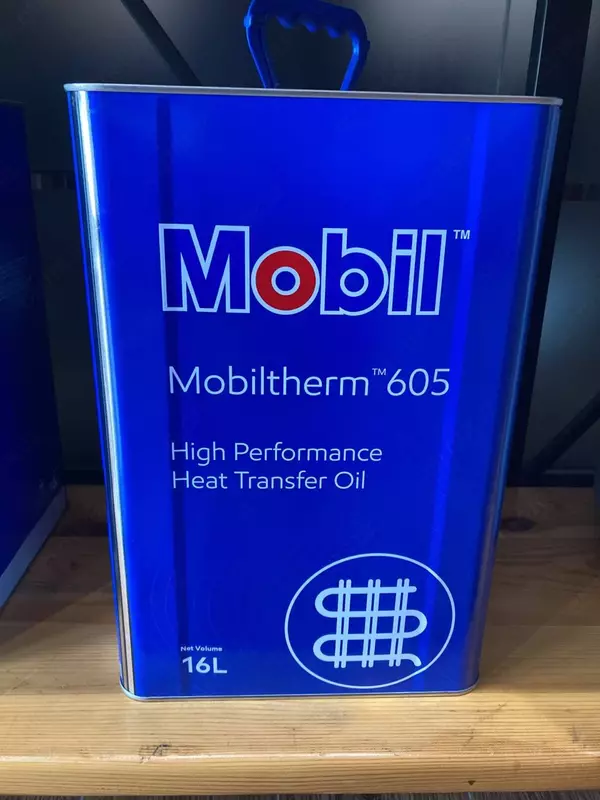 Mobil™
Mobiltherm™ 605
High Performance
Heat Transfer Oil
Net Volume
16L